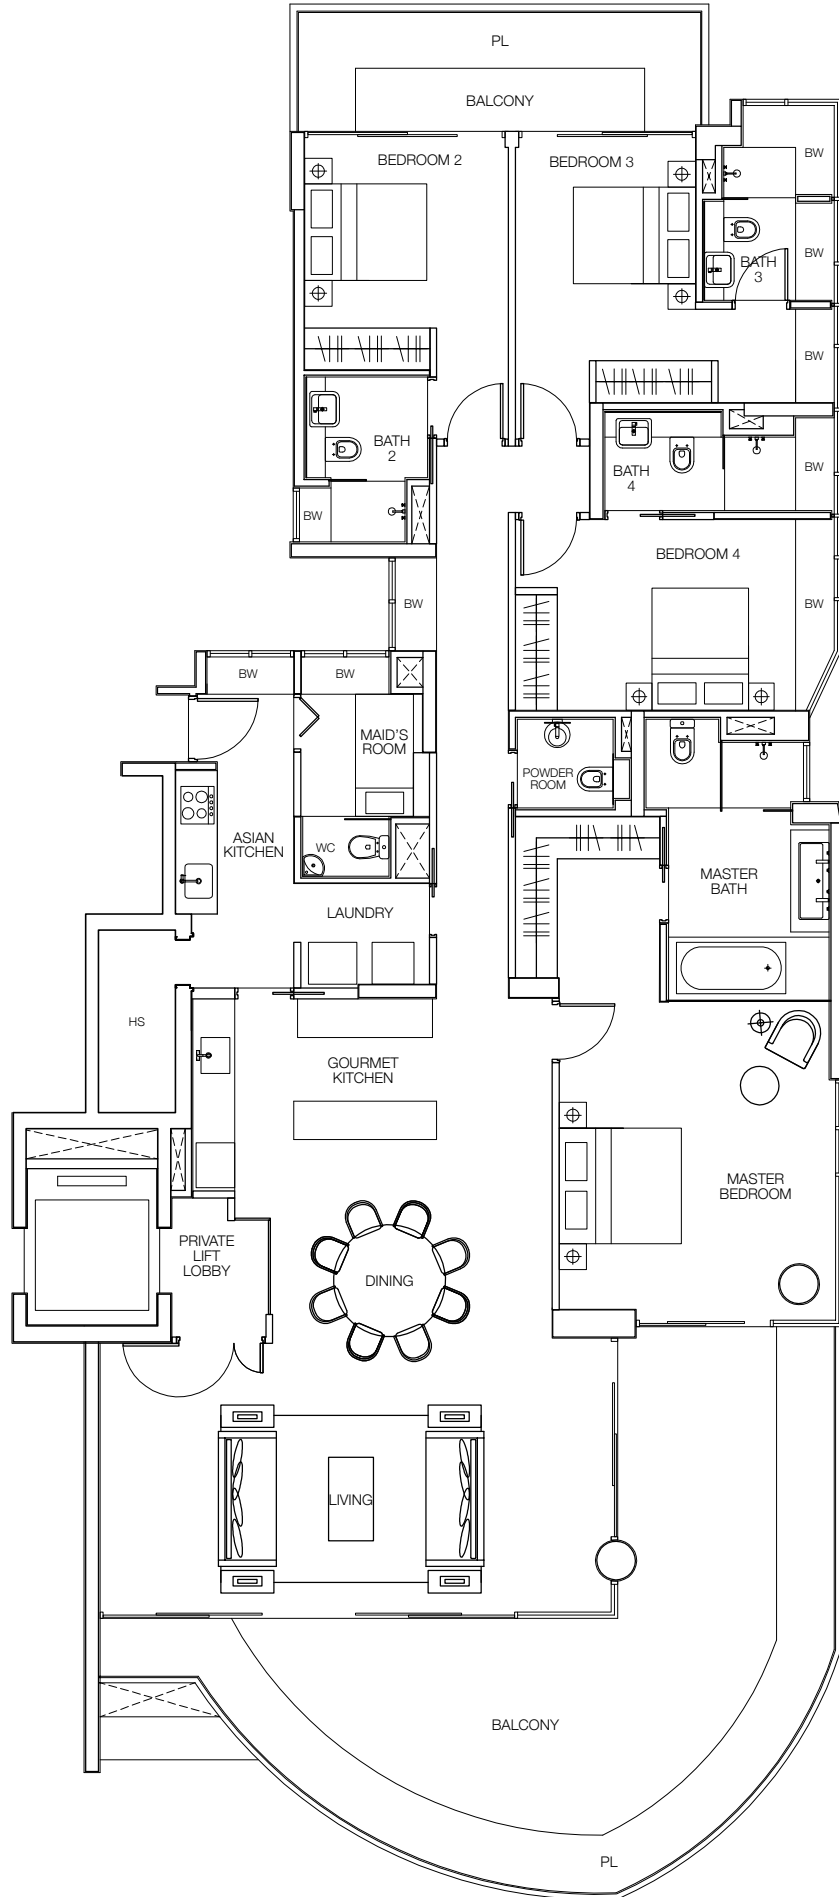 PL
BALCONY
BEDROOM 2
BEDROOM 3
BW
BW
BATH
3
BW
BATH
2
BATH
4
BW
BW
BEDROOM 4
BW
BW
BW
BW
MAID'S
ROOM
POWDER
ROOM
ASIAN
KITCHEN
WC
MASTER
BATH
LAUNDRY
HS
GOURMET
KITCHEN
MASTER
BEDROOM
PRIVATE
LIFT
LOBBY
DINING
LIVING
BALCONY
PL